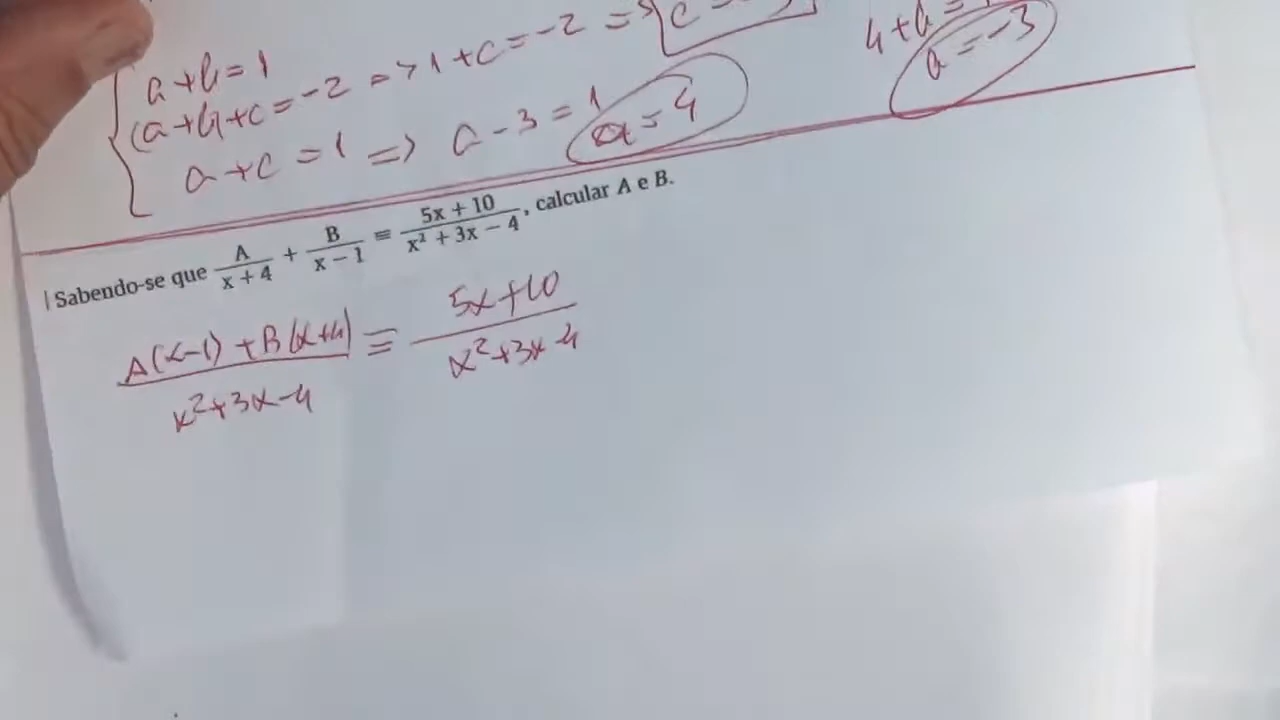 a+b=1
(a+b+c=-2 => 1+c=-2 =>
4+b=
b=-3
a+c=1 => a-3=1 a=4
| Sabendo-se que A/(x + 4) + B/(x − 1) ≡ (5x + 10)/(x² + 3x − 4), calcular A e B.
A(x-1)+B(x+4)/(x²+3x-4) ≡ (5x+10)/(x²+3x-4)